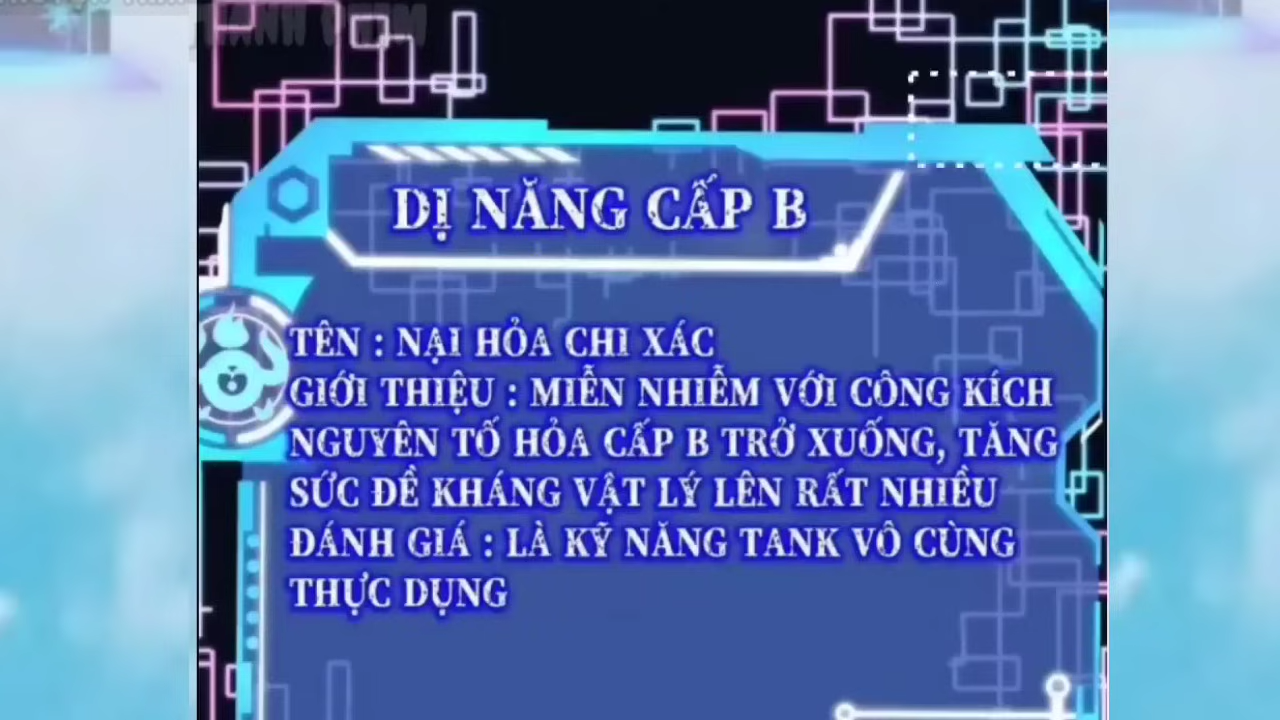 DỊ NĂNG CẤP B
TÊN : NẠI HỎA CHI XÁC
GIỚI THIỆU : MIỄN NHIỄM VỚI CÔNG KÍCH
NGUYÊN TỐ HỎA CẤP B TRỞ XUỐNG, TĂNG
SỨC ĐỀ KHÁNG VẬT LÝ LÊN RẤT NHIỀU
ĐÁNH GIÁ : LÀ KỸ NĂNG TANK VÔ CÙNG
THỰC DỤNG